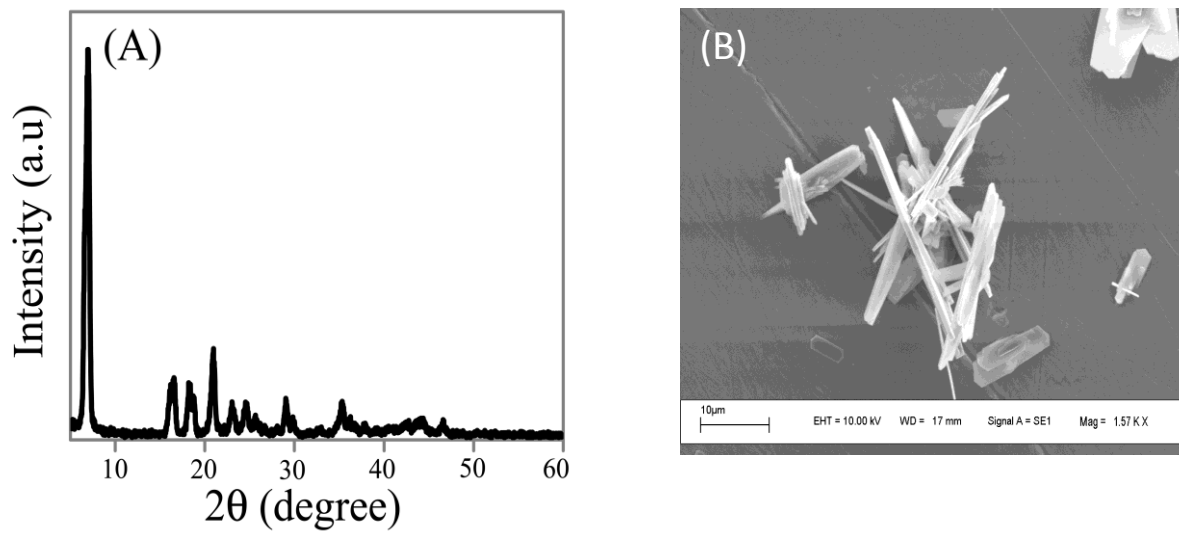 (A)
Intensity (a.u)
10 20 30 40 50 60
2θ (degree)
(B)
10µm
EHT = 10.00 kV WD = 17 mm Signal A = SE1 Mag = 1.57 K X